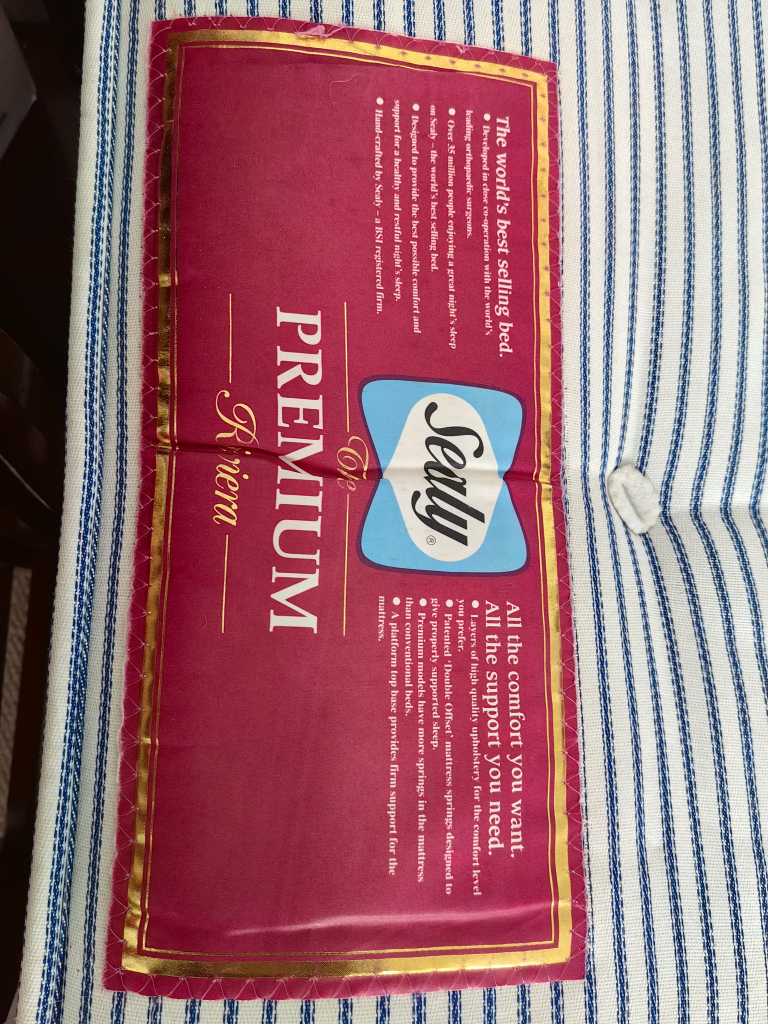 The world's best selling bed.
● Developed in close co-operation with the world's
leading orthopaedic surgeons.
● Over 35 million people enjoying a great night's sleep
on Sealy – the world's best selling bed.
● Designed to provide the best possible comfort and
support for a healthy and restful night's sleep.
● Hand-crafted by Sealy – a BSI registered firm.
Sealy®
The
PREMIUM
Riviera
All the comfort you want.
All the support you need.
● Layers of high quality upholstery for the comfort level
you prefer.
● Patented 'Double Offset' mattress springs designed to
give properly supported sleep.
● Premium models have more springs in the mattress
than conventional beds.
● A platform top base provides firm support for the
mattress.